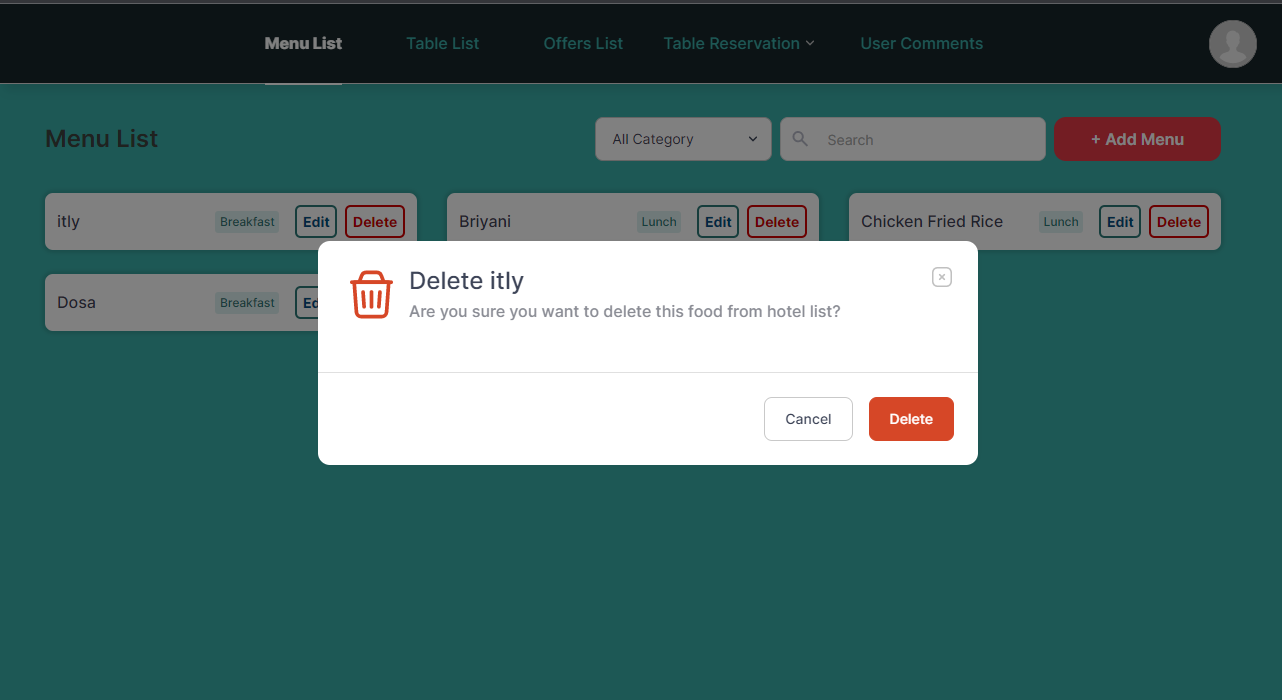 Menu List Table List Offers List Table Reservation User Comments
Menu List All Category Search + Add Menu
itly Breakfast Edit Delete Briyani Lunch Edit Delete Chicken Fried Rice Lunch Edit Delete
Dosa Breakfast Ed
Delete itly
Are you sure you want to delete this food from hotel list?
Cancel Delete